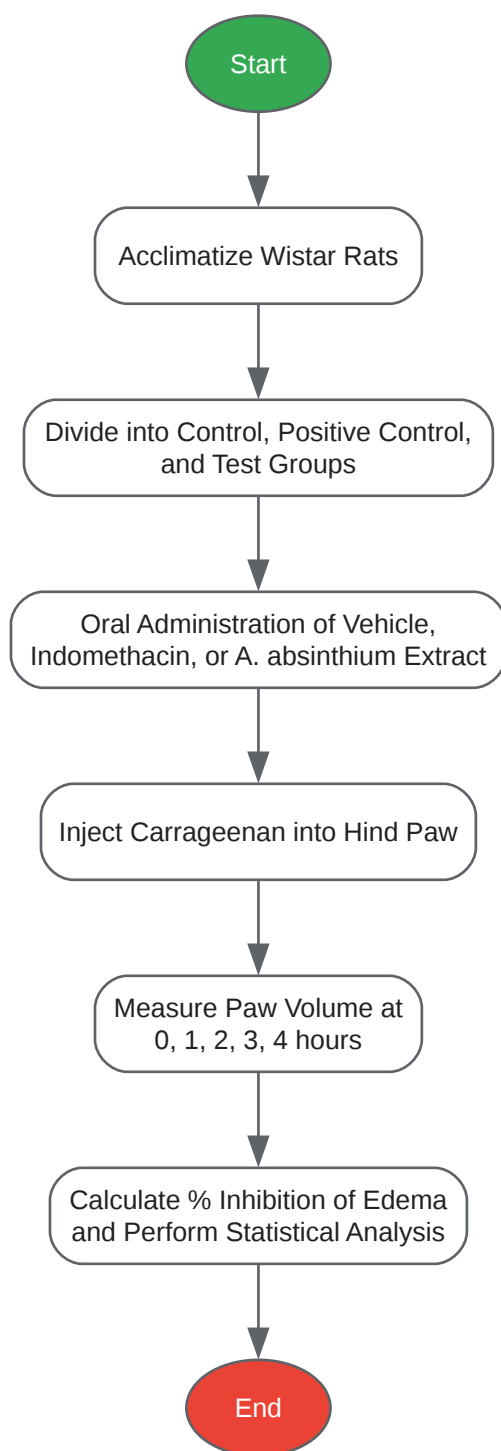 Start
Acclimatize Wistar Rats
Divide into Control, Positive Control,
and Test Groups
Oral Administration of Vehicle,
Indomethacin, or A. absinthium Extract
Inject Carrageenan into Hind Paw
Measure Paw Volume at
0, 1, 2, 3, 4 hours
Calculate % Inhibition of Edema
and Perform Statistical Analysis
End